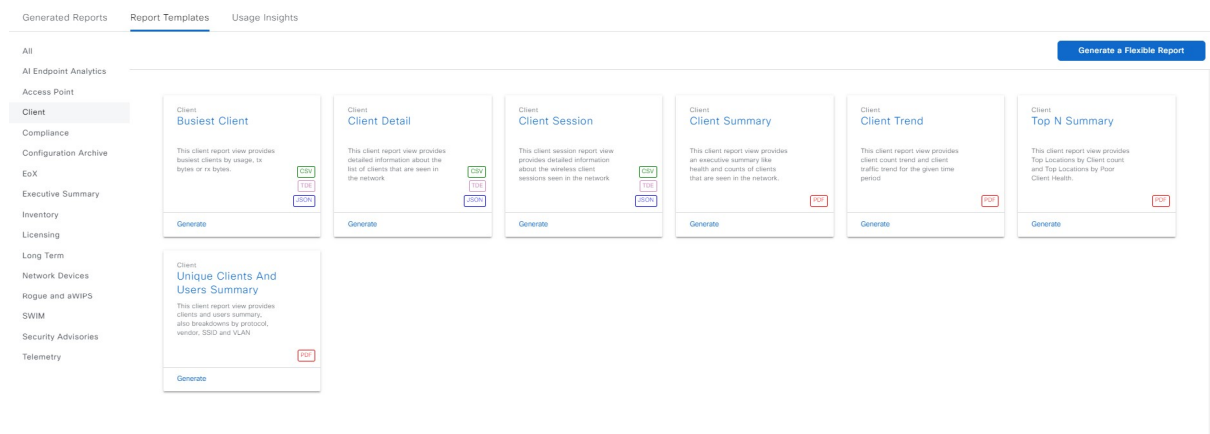 Generated Reports Report Templates Usage Insights
All
Generate a Flexible Report
AI Endpoint Analytics
Access Point
Client
Compliance
Configuration Archive
EoX
Executive Summary
Inventory
Licensing
Long Term
Network Devices
Rogue and aWIPS
SWIM
Security Advisories
Telemetry
Client
Busiest Client
This client report view provides
busiest clients by usage, tx
bytes or rx bytes.
CSV
TDE
JSON
Generate
Client
Client Detail
This client report view provides
detailed information about the
list of clients that are seen in
the network
CSV
TDE
JSON
Generate
Client
Client Session
This client session report view
provides detailed information
about the wireless client
sessions seen in the network
CSV
TDE
JSON
Generate
Client
Client Summary
This client report view provides
an executive summary like
health and counts of clients
that are seen in the network.
PDF
Generate
Client
Client Trend
This client report view provides
client count trend and client
traffic trend for the given time
period
PDF
Generate
Client
Top N Summary
This client report view provides
Top Locations by Client count
and Top Locations by Poor
Client Health.
PDF
Generate
Client
Unique Clients And
Users Summary
This client report view provides
clients and users summary,
also breakdowns by protocol,
vendor, SSID and VLAN
PDF
Generate